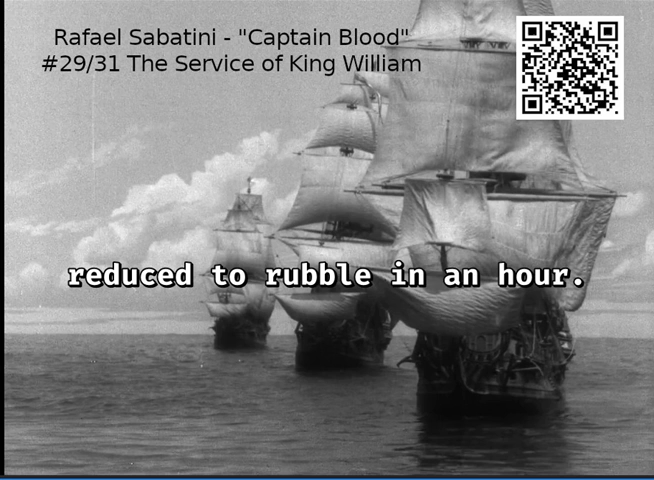 Rafael Sabatini - "Captain Blood"
#29/31 The Service of King William
reduced to rubble in an hour.